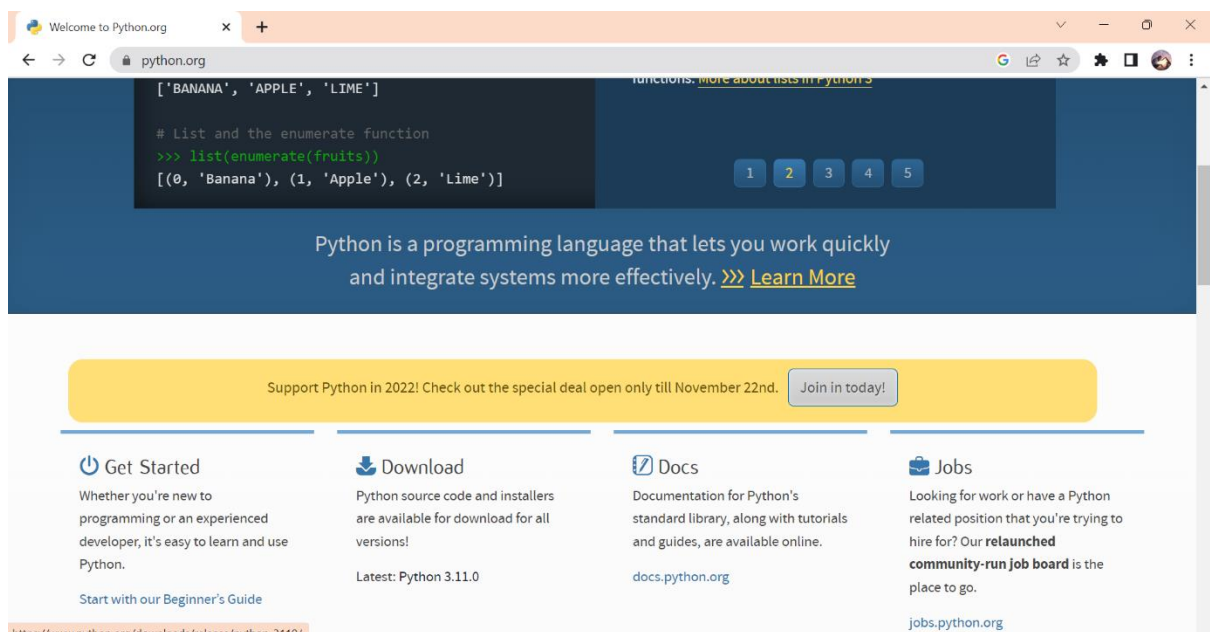 Welcome to Python.org
python.org
['BANANA', 'APPLE', 'LIME']
# List and the enumerate function
>>> list(enumerate(fruits))
[(0, 'Banana'), (1, 'Apple'), (2, 'Lime')]
functions. More about lists in Python 3
1 2 3 4 5
Python is a programming language that lets you work quickly
and integrate systems more effectively. >>> Learn More
Support Python in 2022! Check out the special deal open only till November 22nd. Join in today!
Get Started
Whether you're new to
programming or an experienced
developer, it's easy to learn and use
Python.
Start with our Beginner's Guide
Download
Python source code and installers
are available for download for all
versions!
Latest: Python 3.11.0
Docs
Documentation for Python's
standard library, along with tutorials
and guides, are available online.
docs.python.org
Jobs
Looking for work or have a Python
related position that you're trying to
hire for? Our relaunched
community-run job board is the
place to go.
jobs.python.org